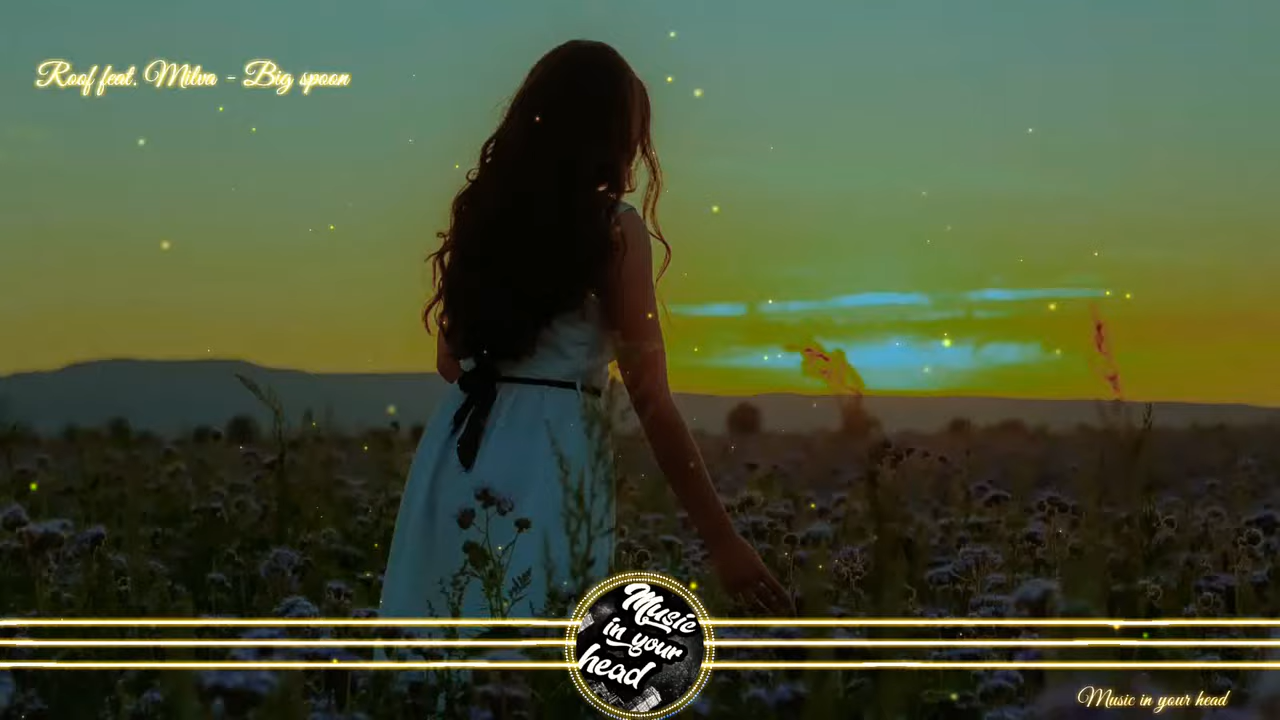 Roof feat. Milva - Big spoon
Music
in your
head
Music in your head